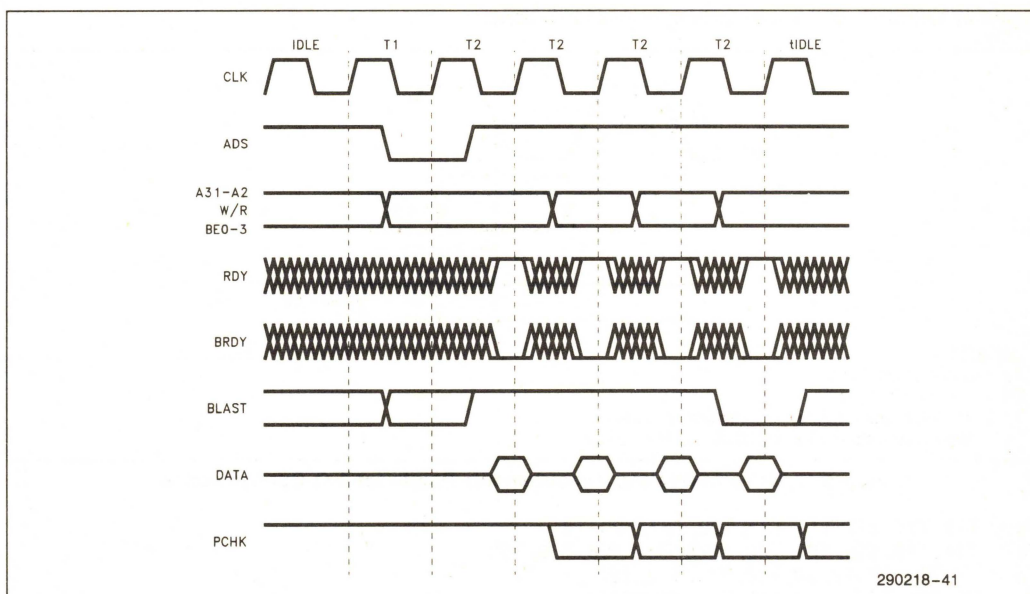 IDLE T1 T2 T2 T2 T2 tIDLE
CLK
ADS
A31-A2
W/R
BE0-3
RDY
BRDY
BLAST
DATA
PCHK
290218-41